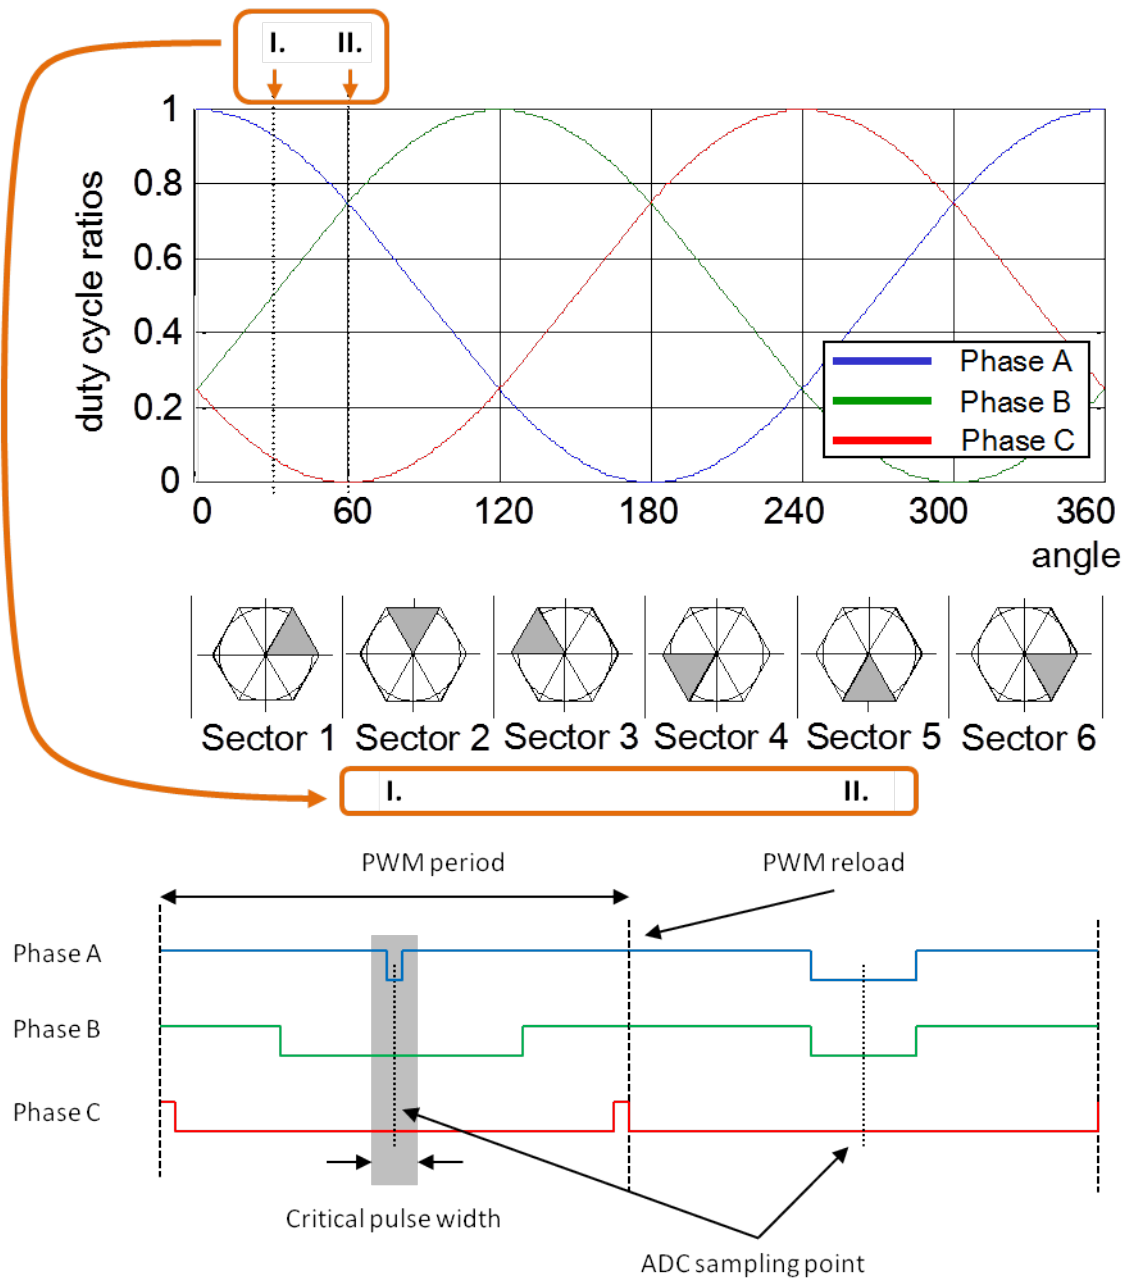 I. II.
1
0.8
0.6
0.4
0.2
0
duty cycle ratios
Phase A
Phase B
Phase C
0 60 120 180 240 300 360
angle
Sector 1 Sector 2 Sector 3 Sector 4 Sector 5 Sector 6
I. II.
PWM period PWM reload
Phase A
Phase B
Phase C
Critical pulse width
ADC sampling point